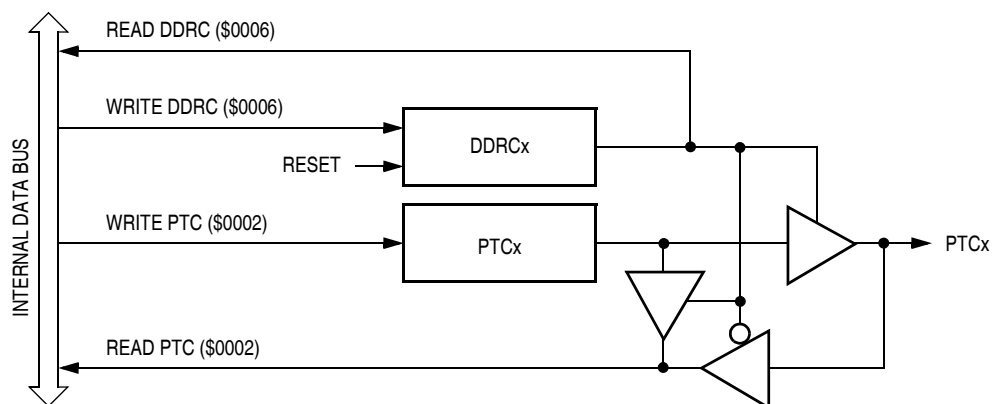 READ DDRC ($0006)
WRITE DDRC ($0006)
DDRCx
RESET
WRITE PTC ($0002)
PTCx
PTCx
READ PTC ($0002)
INTERNAL DATA BUS